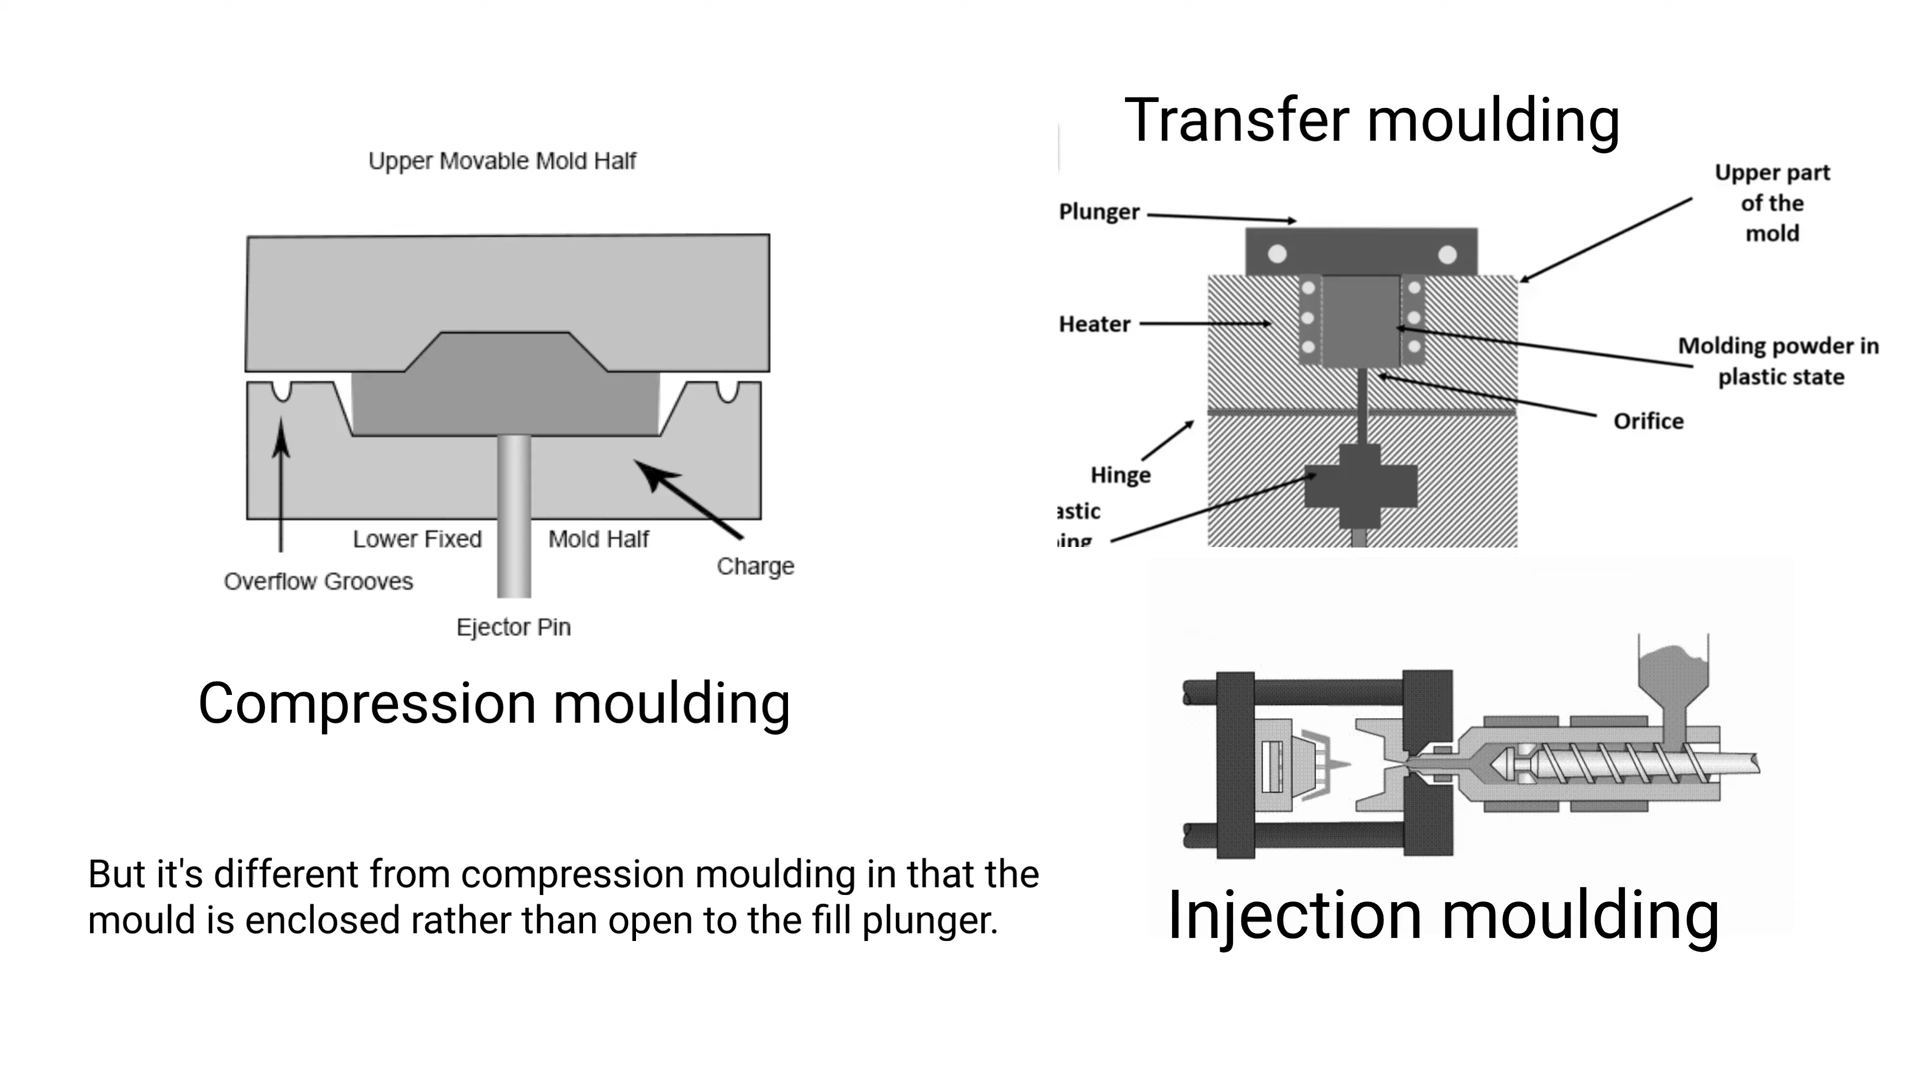 Upper Movable Mold Half
Lower Fixed
Mold Half
Charge
Overflow Grooves
Ejector Pin
Compression moulding
But it's different from compression moulding in that the
mould is enclosed rather than open to the fill plunger.
Transfer moulding
Plunger
Upper part
of the
mold
Heater
Molding powder in
plastic state
Orifice
Hinge
astic
Injection moulding